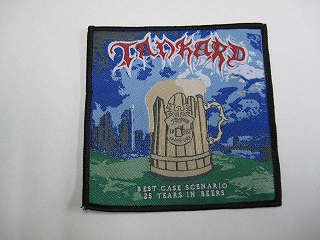 TANKARD
BEST CASE SCENARIO
25 YEARS IN BEERS